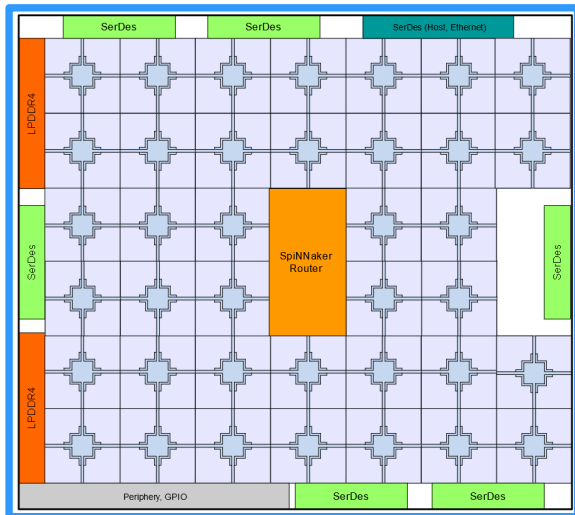 SerDes
SerDes
SerDes (Host, Ethernet)
LPDDR4
SerDes
SpiNNaker
Router
SerDes
LPDDR4
Periphery, GPIO
SerDes
SerDes